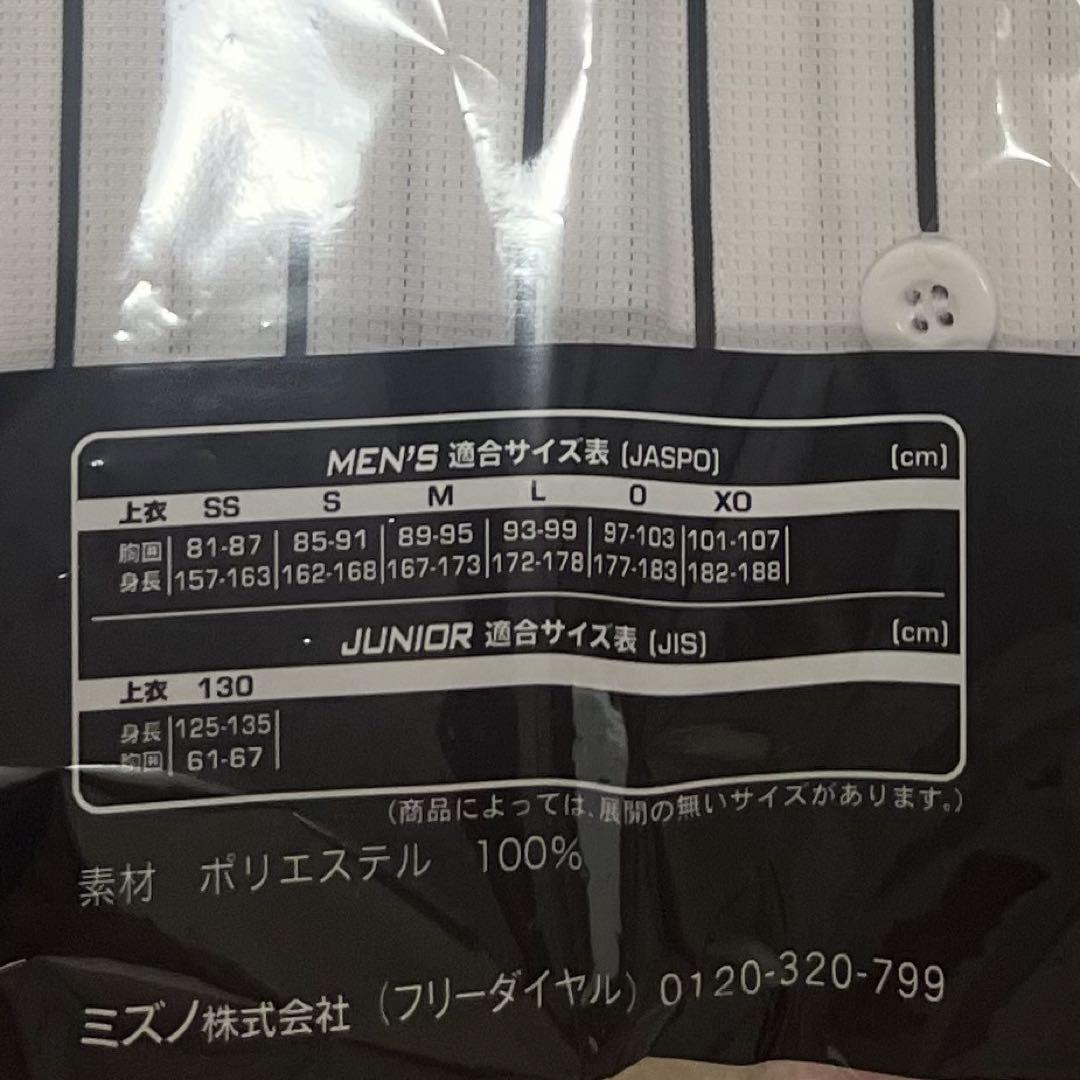 MEN'S 適合サイズ表 (JASPO) (cm)
上衣 SS S M L O XO
胸囲 81-87 85-91 89-95 93-99 97-103 101-107
身長 157-163 162-168 167-173 172-178 177-183 182-188
JUNIOR 適合サイズ表 (JIS) (cm)
上衣 130
身長 125-135
胸囲 61-67
(商品によっては、展開の無いサイズがあります。)
素材 ポリエステル 100%
ミズノ株式会社 (フリーダイヤル) 0120-320-799